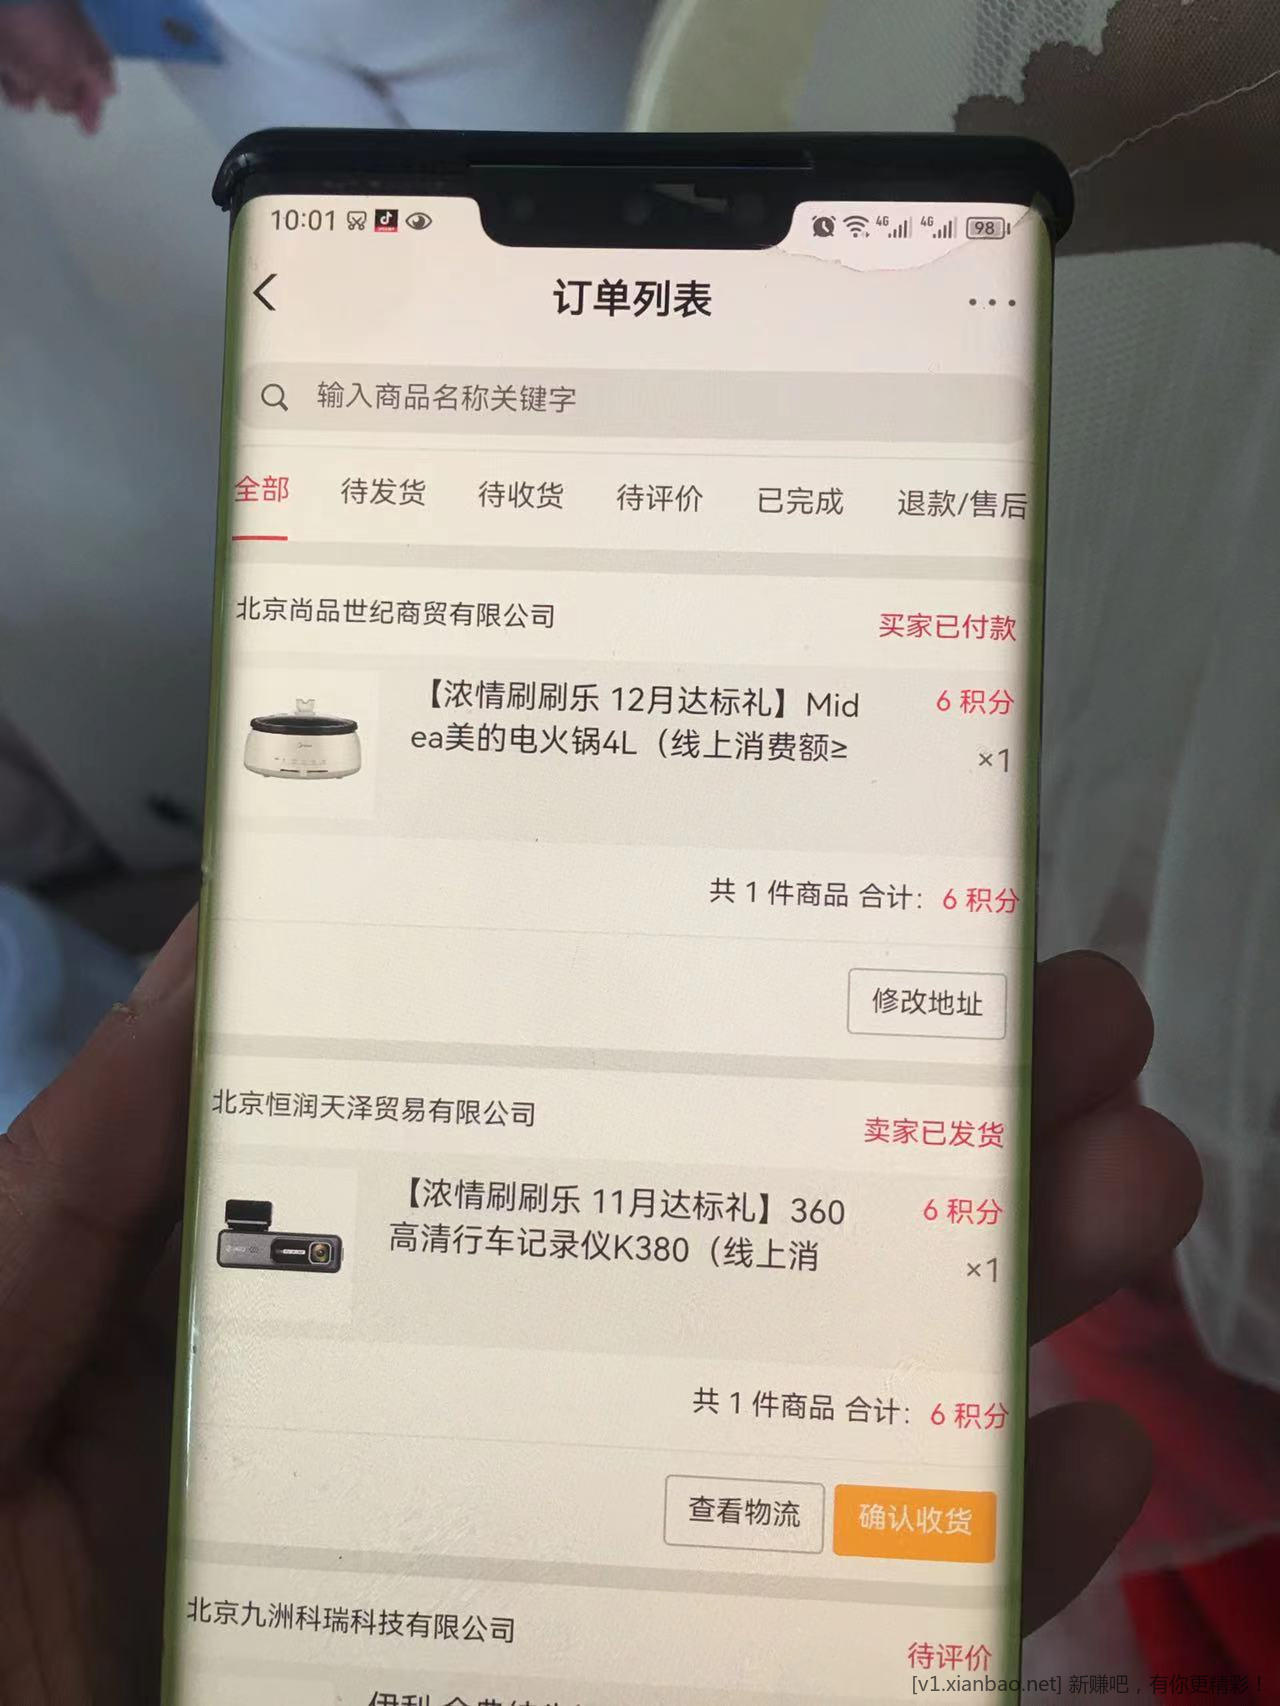 10:01
4G
4G
98
订单列表
输入商品名称关键字
全部 待发货 待收货 待评价 已完成 退款/售后
北京尚品世纪商贸有限公司
买家已付款
【浓情刷刷乐 12月达标礼】Mid
6 积分
ea美的电火锅4L（线上消费额≥
×1
共 1 件商品 合计：6 积分
修改地址
北京恒润天泽贸易有限公司
卖家已发货
【浓情刷刷乐 11月达标礼】360
6 积分
高清行车记录仪K380（线上消
×1
共 1 件商品 合计：6 积分
查看物流
确认收货
北京九洲科瑞科技有限公司
待评价
[v1.xianbao.net] 新赚吧，有你更精彩！